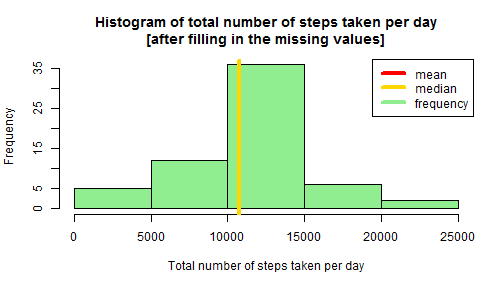 Histogram of total number of steps taken per day
[after filling in the missing values]
mean
median
frequency
Frequency
35
25
15
5
0
0 5000 10000 15000 20000 25000
Total number of steps taken per day